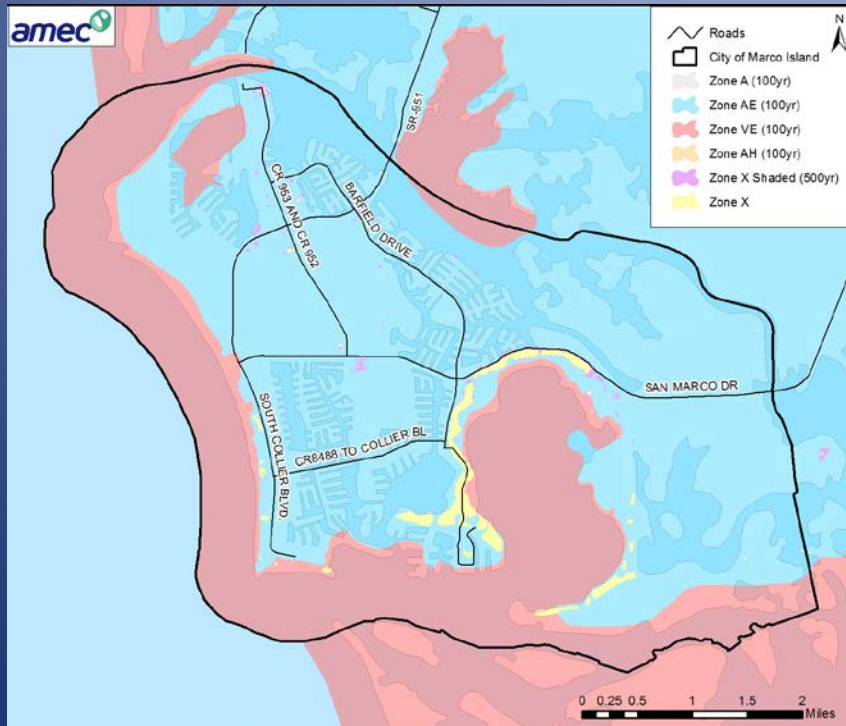 amec
N
Roads
City of Marco Island
Zone A (100yr)
Zone AE (100yr)
Zone VE (100yr)
Zone AH (100yr)
Zone X Shaded (500yr)
Zone X
SR-951
CR 953 AND CR 952
BARFIELD DRIVE
SAN MARCO DR
SOUTH COLLIER BLVD.
CR8488 TO COLLIER BL
0 0.25 0.5 1 1.5 2
Miles